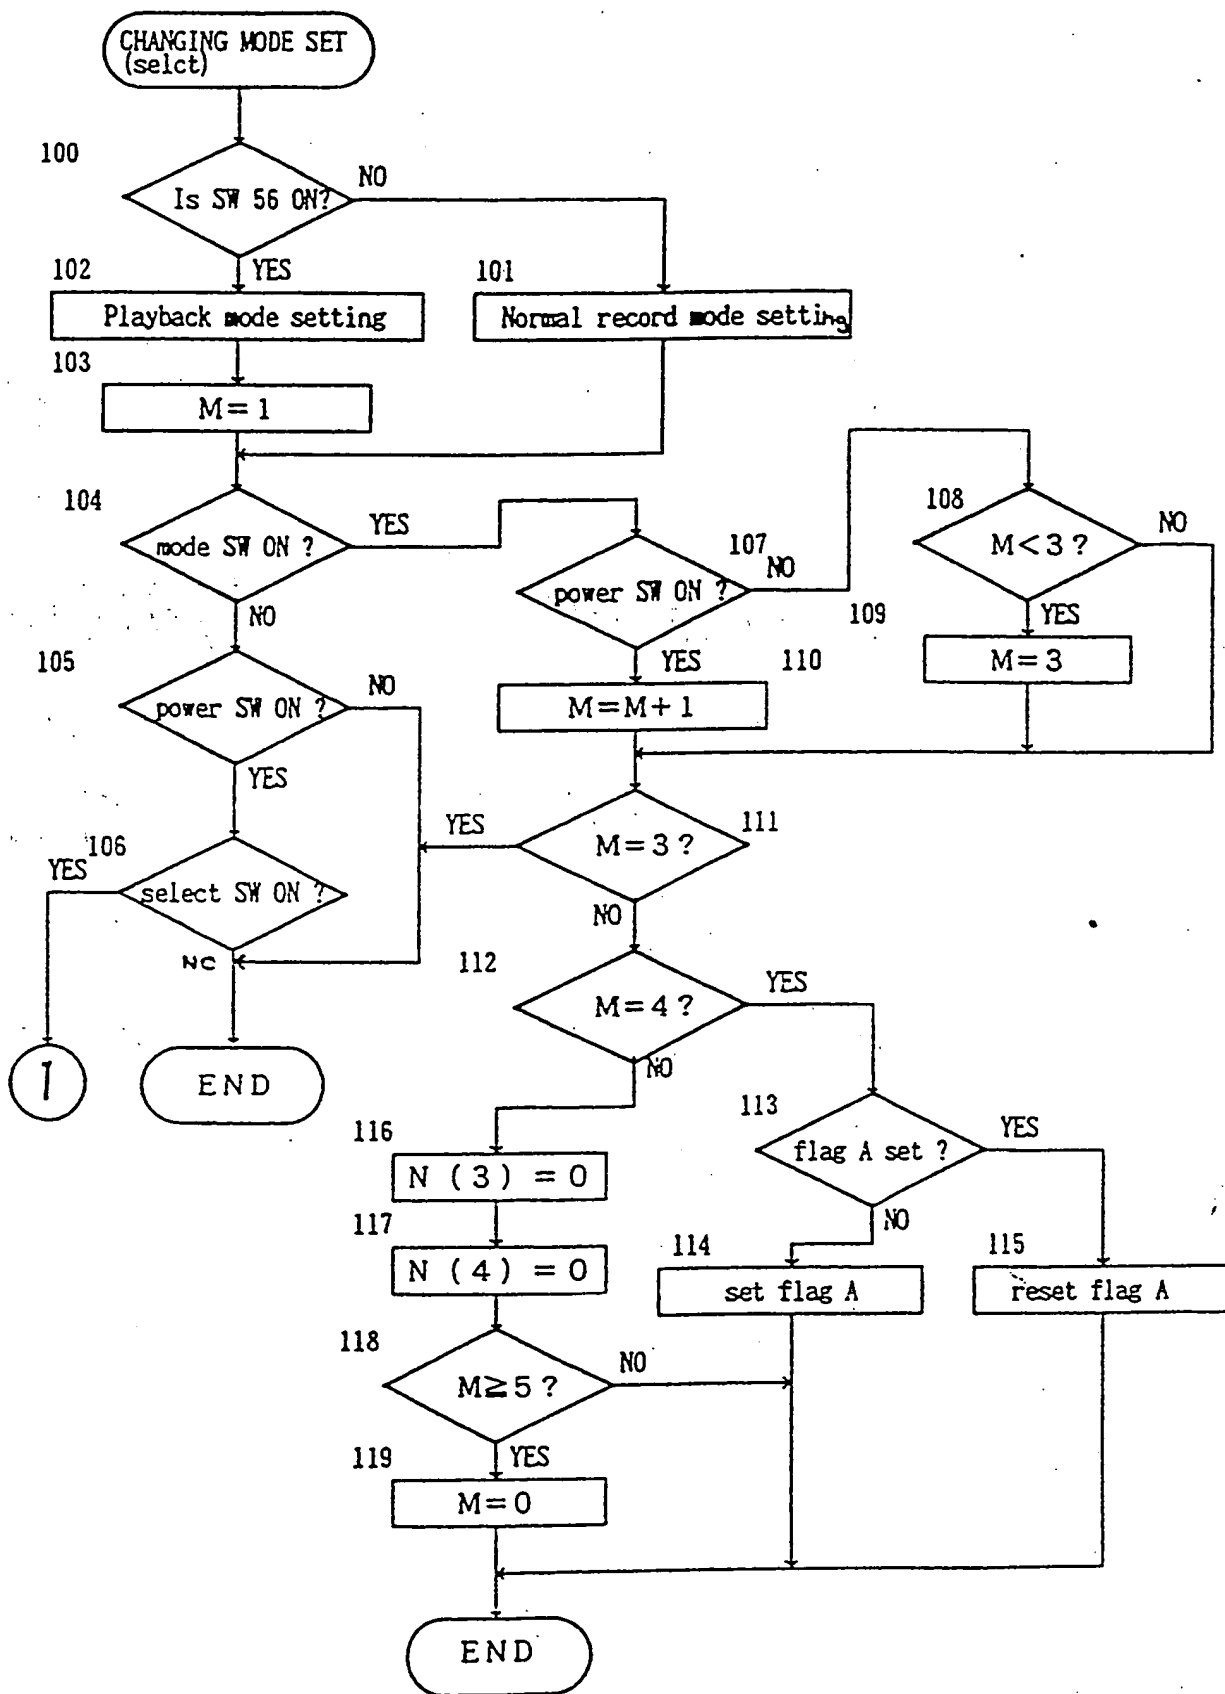 CHANGING MODE SET
(selct)
100
Is SW 56 ON?
NO
YES
102
Playback mode setting
101
Normal record mode setting
103
M=1
104
mode SW ON ?
YES
NO
107
power SW ON ?
NO
YES
108
M<3 ?
NO
YES
109
M=3
110
M=M+1
105
power SW ON ?
NO
YES
106
select SW ON ?
YES
NC
1
END
111
M=3 ?
YES
NO
112
M=4 ?
YES
NO
113
flag A set ?
YES
NO
114
set flag A
115
reset flag A
116
N (3) =0
117
N (4) =0
118
M≧5 ?
NO
YES
119
M=0
END